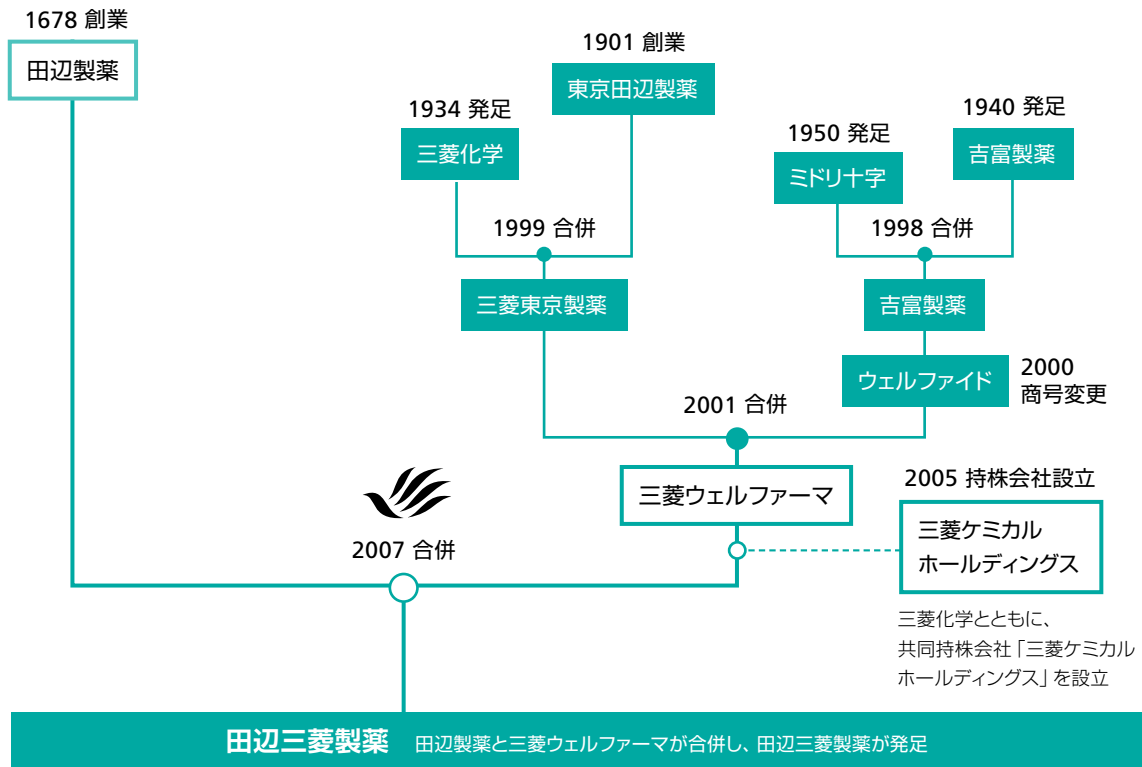 1678 創業
田辺製薬
1901 創業
東京田辺製薬
1934 発足
三菱化学
1950 発足
ミドリ十字
1940 発足
吉富製薬
1999 合併
三菱東京製薬
1998 合併
吉富製薬
ウェルファイド
2000
商号変更
2001 合併
三菱ウェルファーマ
2005 持株会社設立
三菱ケミカル
ホールディングス
三菱化学とともに、
共同持株会社「三菱ケミカル
ホールディングス」を設立
2007 合併
田辺三菱製薬 田辺製薬と三菱ウェルファーマが合併し、田辺三菱製薬が発足